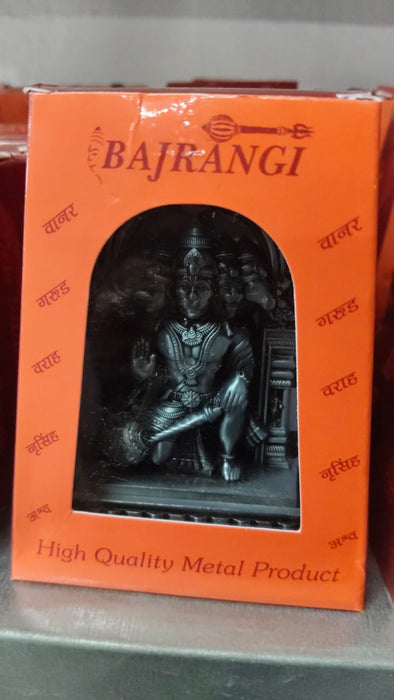 BAJRANGI
वानर
वानर
गरुड
गरुड
वराह
वराह
नृसिंह
नृसिंह
अश्व
अश्व
High Quality Metal Product